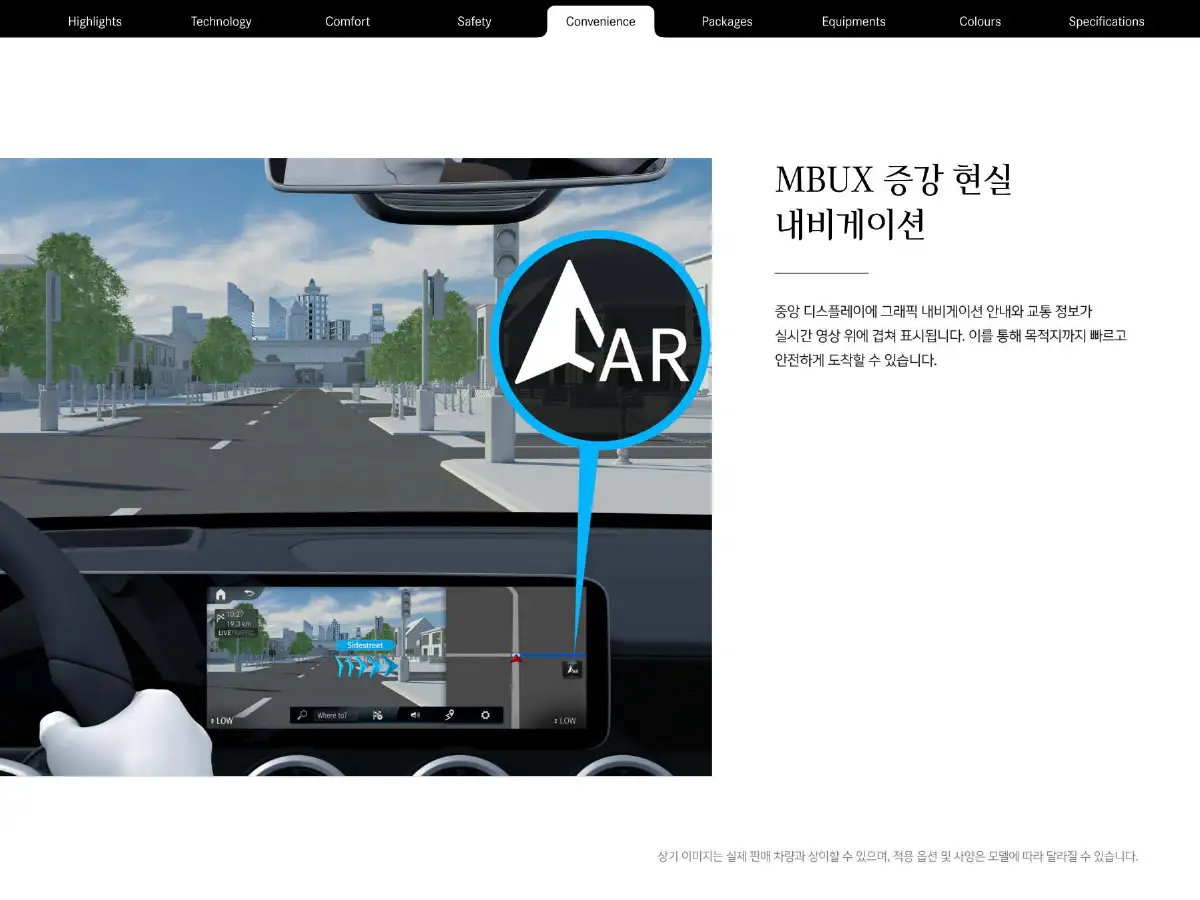 Highlights
Technology
Comfort
Safety
Convenience
Packages
Equipments
Colours
Specifications
MBUX 증강 현실
내비게이션
중앙 디스플레이에 그래픽 내비게이션 안내와 교통 정보가
실시간 영상 위에 겹쳐 표시됩니다. 이를 통해 목적지까지 빠르고
안전하게 도착할 수 있습니다.
AR
10:27
19.3 km
LIVETRAFFIC
Sidestreet
AR
LOW
Where to?
LOW
상기 이미지는 실제 판매 차량과 상이할 수 있으며, 적용 옵션 및 사양은 모델에 따라 달라질 수 있습니다.